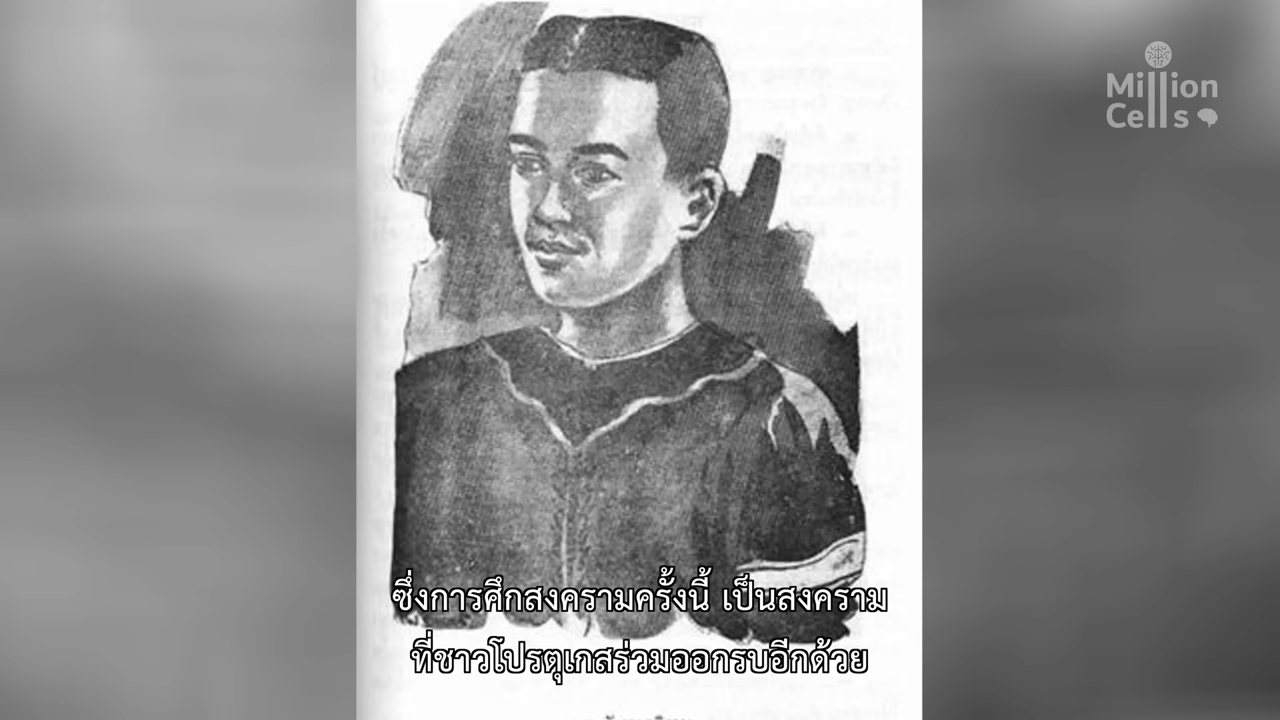 Million
Cells
ซึ่งการศึกสงครามครั้งนี้ เป็นสงคราม
ที่ชาวโปรตุเกสร่วมออกรบอีกด้วย